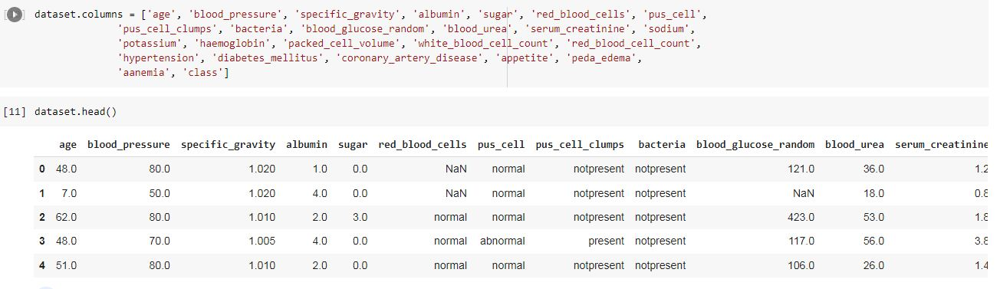 dataset.columns = ['age', 'blood_pressure', 'specific_gravity', 'albumin', 'sugar', 'red_blood_cells', 'pus_cell',
'pus_cell_clumps', 'bacteria', 'blood_glucose_random', 'blood_urea', 'serum_creatinine', 'sodium',
'potassium', 'haemoglobin', 'packed_cell_volume', 'white_blood_cell_count', 'red_blood_cell_count',
'hypertension', 'diabetes_mellitus', 'coronary_artery_disease', 'appetite', 'peda_edema',
'aanemia', 'class']
[11] dataset.head()
age blood_pressure specific_gravity albumin sugar red_blood_cells pus_cell pus_cell_clumps bacteria blood_glucose_random blood_urea serum_creatinine
0 48.0 80.0 1.020 1.0 0.0 NaN normal notpresent notpresent 121.0 36.0 1.2
1 7.0 50.0 1.020 4.0 0.0 NaN normal notpresent notpresent NaN 18.0 0.8
2 62.0 80.0 1.010 2.0 3.0 normal normal notpresent notpresent 423.0 53.0 1.8
3 48.0 70.0 1.005 4.0 0.0 normal abnormal present notpresent 117.0 56.0 3.8
4 51.0 80.0 1.010 2.0 0.0 normal normal notpresent notpresent 106.0 26.0 1.4